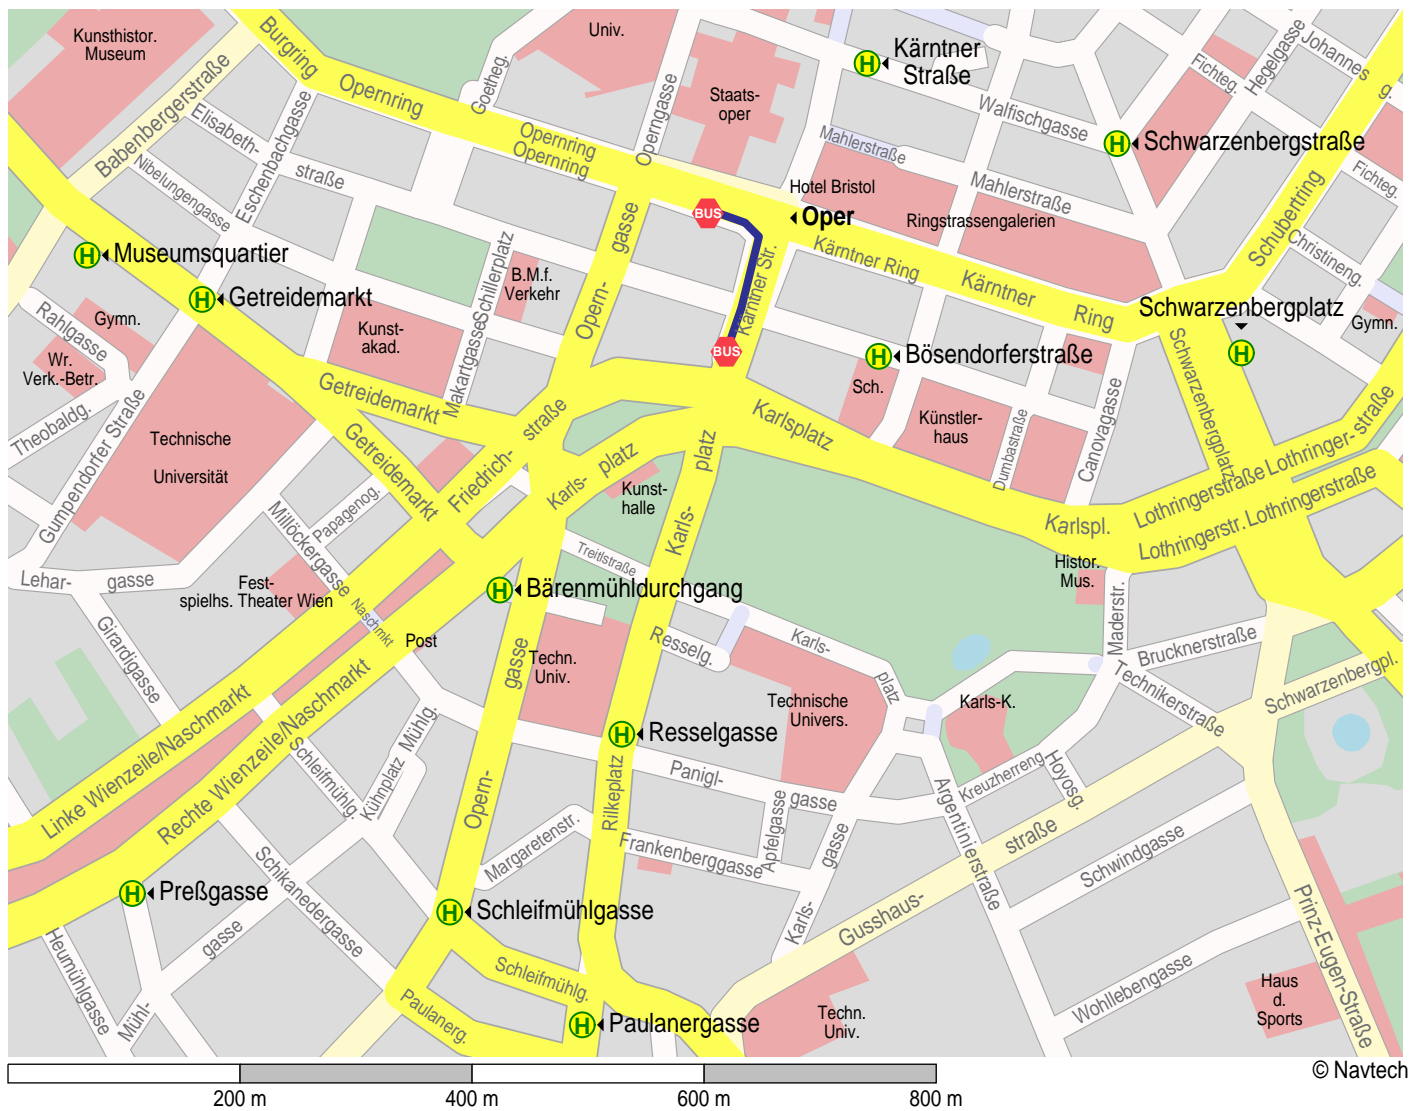 Kunsthistor.
Museum
Burgring
Opernring
Goetheg.
Univ.
Kärntner
Straße
Johannes
g.
Hegelgasse
Fichteg.
Babenbergerstraße
Elisabeth-
straße
Eschenbachgasse
Nibelungengasse
Opernring
Opernring
Operngasse
Staats-
oper
Walfischgasse
Mahlerstraße
Schwarzenbergstraße
Fichteg.
Hotel Bristol
Mahlerstraße
Ringstrassengalerien
BUS
Oper
Schubertring
Christineng.
Museumsquartier
Getreidemarkt
Schillerplatz
B.M.f.
Verkehr
Opern-
gasse
Kärntner Str.
Kärntner Ring
Kärntner
Ring
Schwarzenbergplatz
Gymn.
Rahlgasse
Gymn.
Wr.
Verk.-Betr.
Kunst-
akad.
Makartgasse
BUS
Bösendorferstraße
Sch.
Schwarzenbergplatz
Theobaldg.
Gumpendorfer Straße
Technische
Universität
Getreidemarkt
Getreidemarkt
Friedrich-
straße
Karlsplatz
Künstler-
haus
Dumbastraße
Canovagasse
Lothringerstraße
Lothringer-
straße
Lothringerstr.
Lothringerstraße
Karls-
platz
Karls-
platz
Kunst-
halle
Karlspl.
Millöckergasse
Papagenog.
Lehar-
gasse
Fest-
spielhs. Theater Wien
Naschmkt
Post
Treitlstraße
Bärenmühldurchgang
Histor.
Mus.
Maderstr.
Brucknerstraße
Technikerstraße
Schwarzenbergpl.
Girardigasse
Techn.
Univ.
gasse
Resselg.
Karls-
platz
Technische
Univers.
Karls-K.
Linke Wienzeile/Naschmarkt
Rechte Wienzeile/Naschmarkt
Schleifmühlg.
Kühnplatz
Mühlg.
Opern-
Resselgasse
Rilkeplatz
Panigl-
gasse
Kreuzherreng.
Hoyosg.
Argentinierstraße
Margaretenstr.
Frankenberggasse
Apfelgasse
gasse
Karls-
Gusshaus-
straße
Schwindgasse
Schikanedergasse
Preßgasse
Schleifmühlgasse
Heumühlgasse
Mühl-
gasse
Schleifmühlg.
Paulanerg.
Paulanergasse
Techn.
Univ.
Wohllebengasse
Haus
d.
Sports
Prinz-Eugen-Straße
H
H
H
H
H
H
H
H
H
H
H
© Navtech
200 m
400 m
600 m
800 m